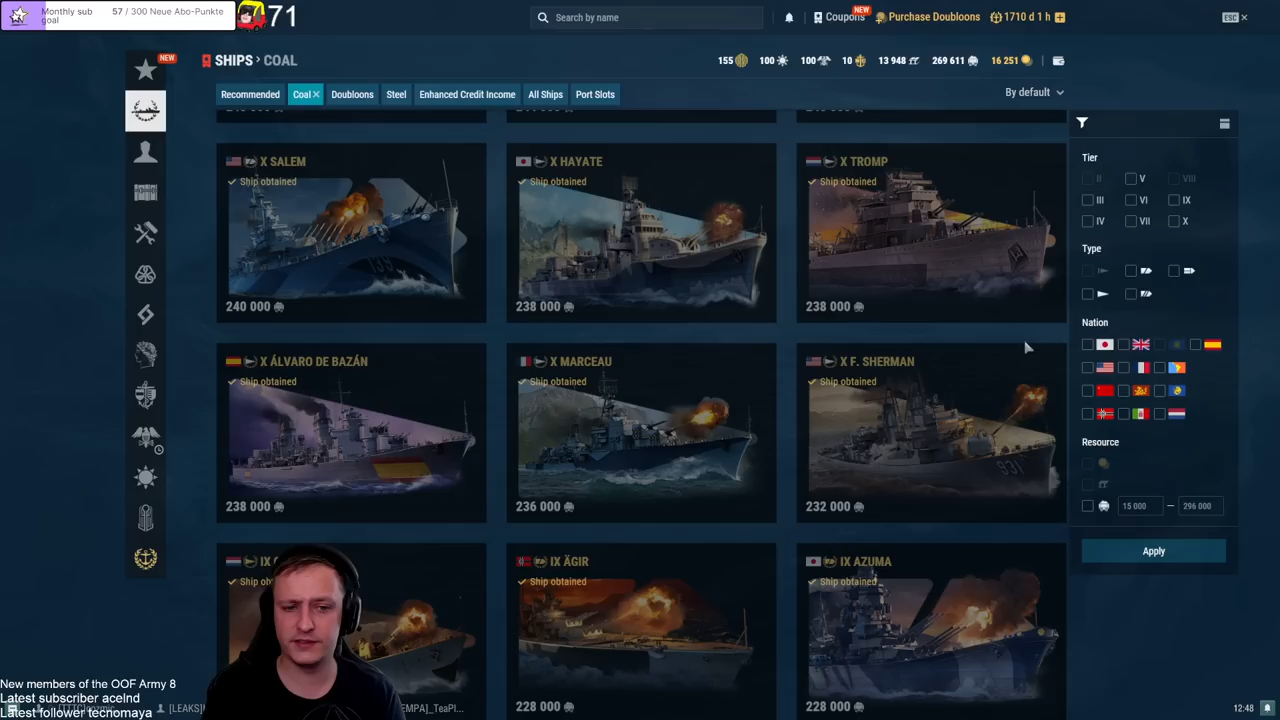 Monthly sub goal
57 / 300 Neue Abo-Punkte
71
Search by name
NEW
Coupons
Purchase Doubloons
1710 d 1 h
ESC
NEW
SHIPS › COAL
155
100
100
10
13 948
269 611
16 251
Recommended
Coal
Doubloons
Steel
Enhanced Credit Income
All Ships
Port Slots
By default
X SALEM
Ship obtained
240 000
X HAYATE
Ship obtained
238 000
X TROMP
Ship obtained
238 000
X ÁLVARO DE BAZÁN
Ship obtained
238 000
X MARCEAU
Ship obtained
236 000
X F. SHERMAN
Ship obtained
232 000
IX
Ship obtained
IX ÄGIR
Ship obtained
228 000
IX AZUMA
Ship obtained
228 000
Tier
II
V
VIII
III
VI
IX
IV
VII
X
Type
Nation
Resource
15 000 — 296 000
Apply
New members of the OOF Army 8
Latest subscriber acelnd
Latest follower tecnomaya
12:48